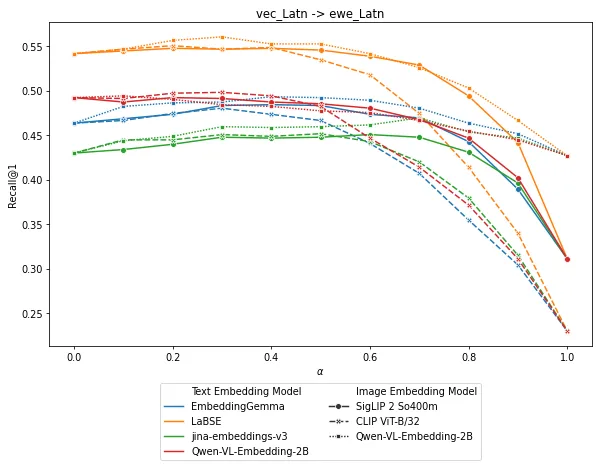 vec_Latn -> ewe_Latn
Recall@1
0.55
0.50
0.45
0.40
0.35
0.30
0.25
0.0 0.2 0.4 0.6 0.8 1.0
α
Text Embedding Model Image Embedding Model
EmbeddingGemma SigLIP 2 So400m
LaBSE CLIP ViT-B/32
jina-embeddings-v3 Qwen-VL-Embedding-2B
Qwen-VL-Embedding-2B